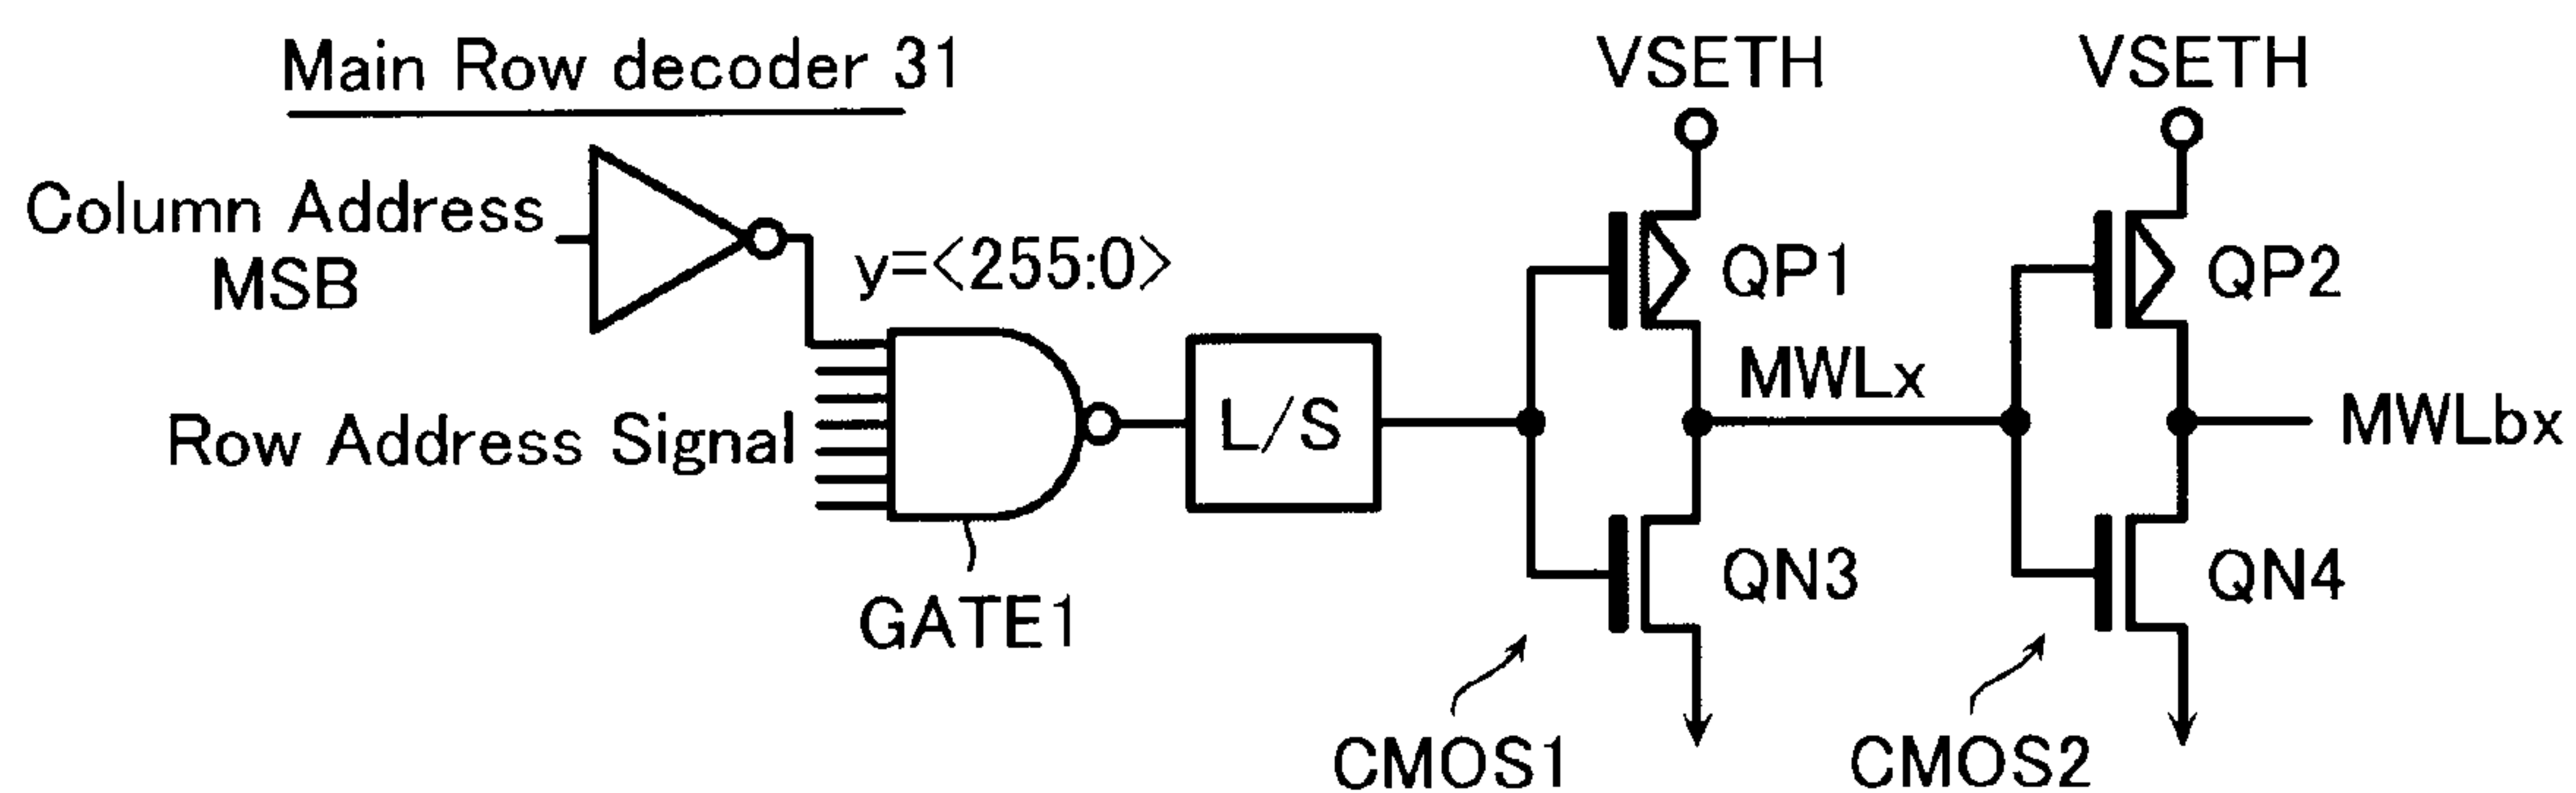 Main Row decoder 31
VSETH
VSETH
Column Address
MSB
y=<255:0>
QP1
QP2
MWLx
Row Address Signal
L/S
MWLbx
QN3
QN4
GATE1
CMOS1
CMOS2